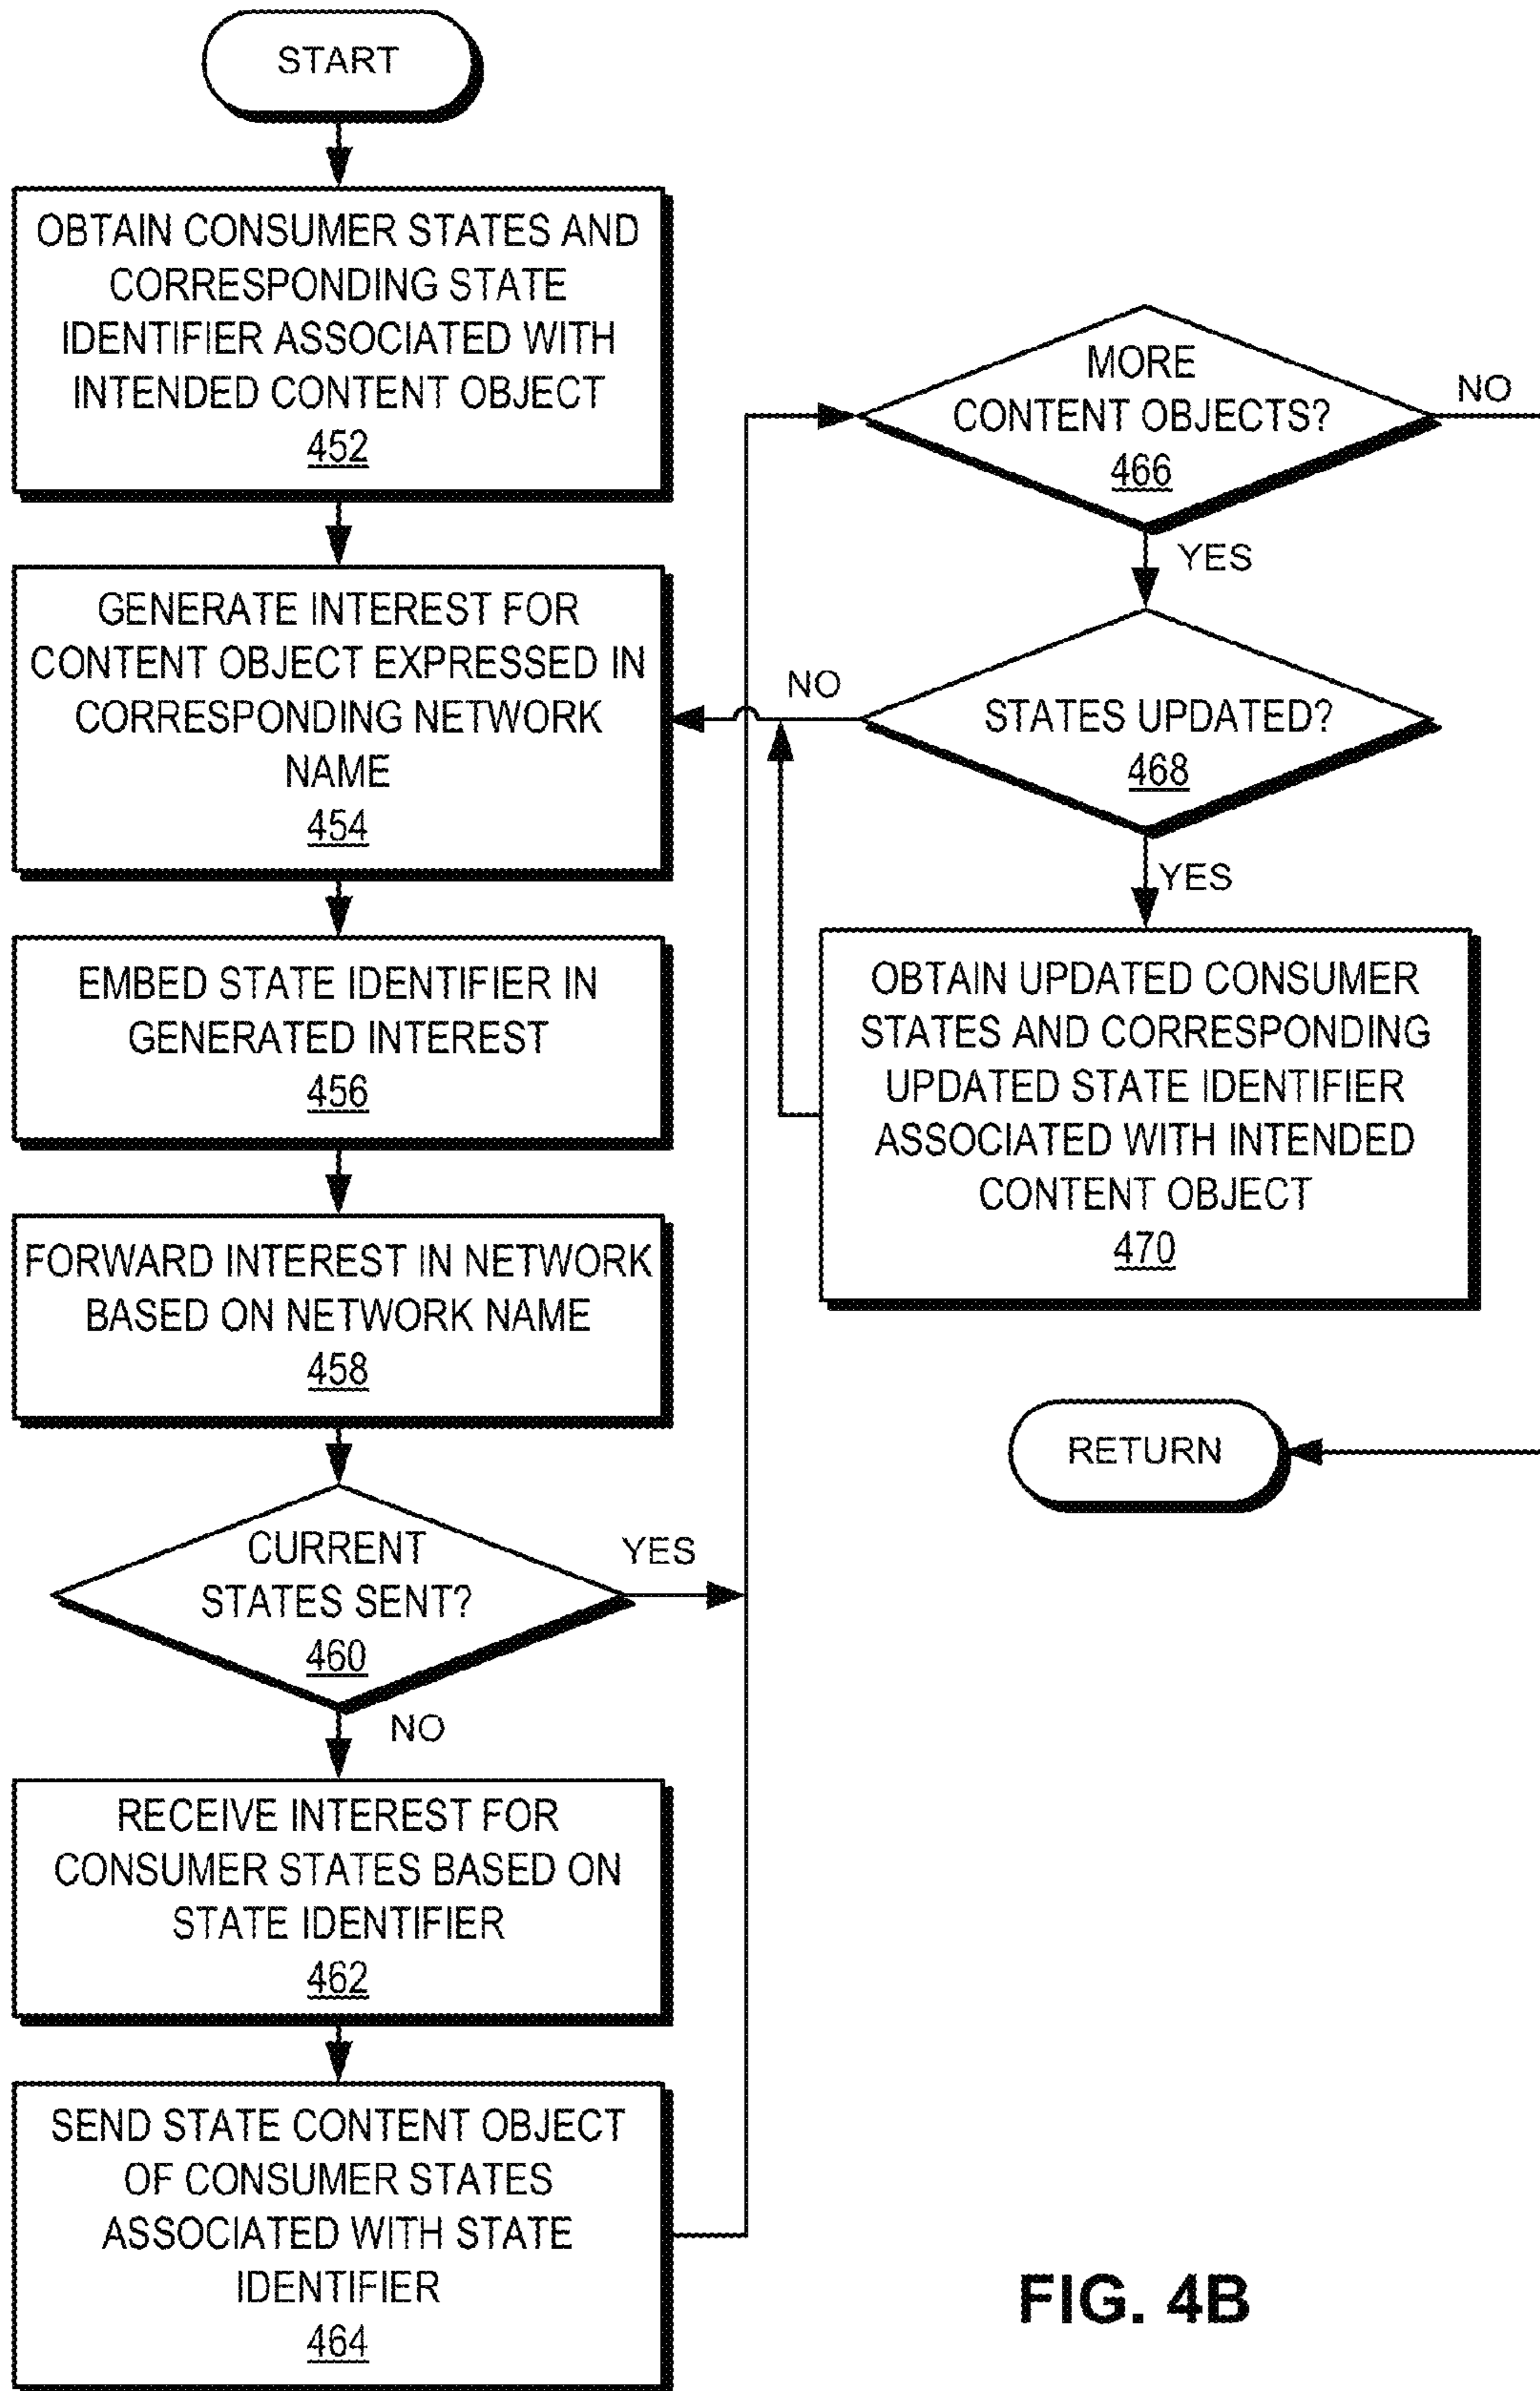 START
OBTAIN CONSUMER STATES AND
CORRESPONDING STATE
IDENTIFIER ASSOCIATED WITH
INTENDED CONTENT OBJECT
452
GENERATE INTEREST FOR
CONTENT OBJECT EXPRESSED IN
CORRESPONDING NETWORK
NAME
454
EMBED STATE IDENTIFIER IN
GENERATED INTEREST
456
FORWARD INTEREST IN NETWORK
BASED ON NETWORK NAME
458
CURRENT
STATES SENT?
460
YES
NO
RECEIVE INTEREST FOR
CONSUMER STATES BASED ON
STATE IDENTIFIER
462
SEND STATE CONTENT OBJECT
OF CONSUMER STATES
ASSOCIATED WITH STATE
IDENTIFIER
464
MORE
CONTENT OBJECTS?
466
NO
YES
STATES UPDATED?
468
NO
YES
OBTAIN UPDATED CONSUMER
STATES AND CORRESPONDING
UPDATED STATE IDENTIFIER
ASSOCIATED WITH INTENDED
CONTENT OBJECT
470
RETURN
FIG. 4B